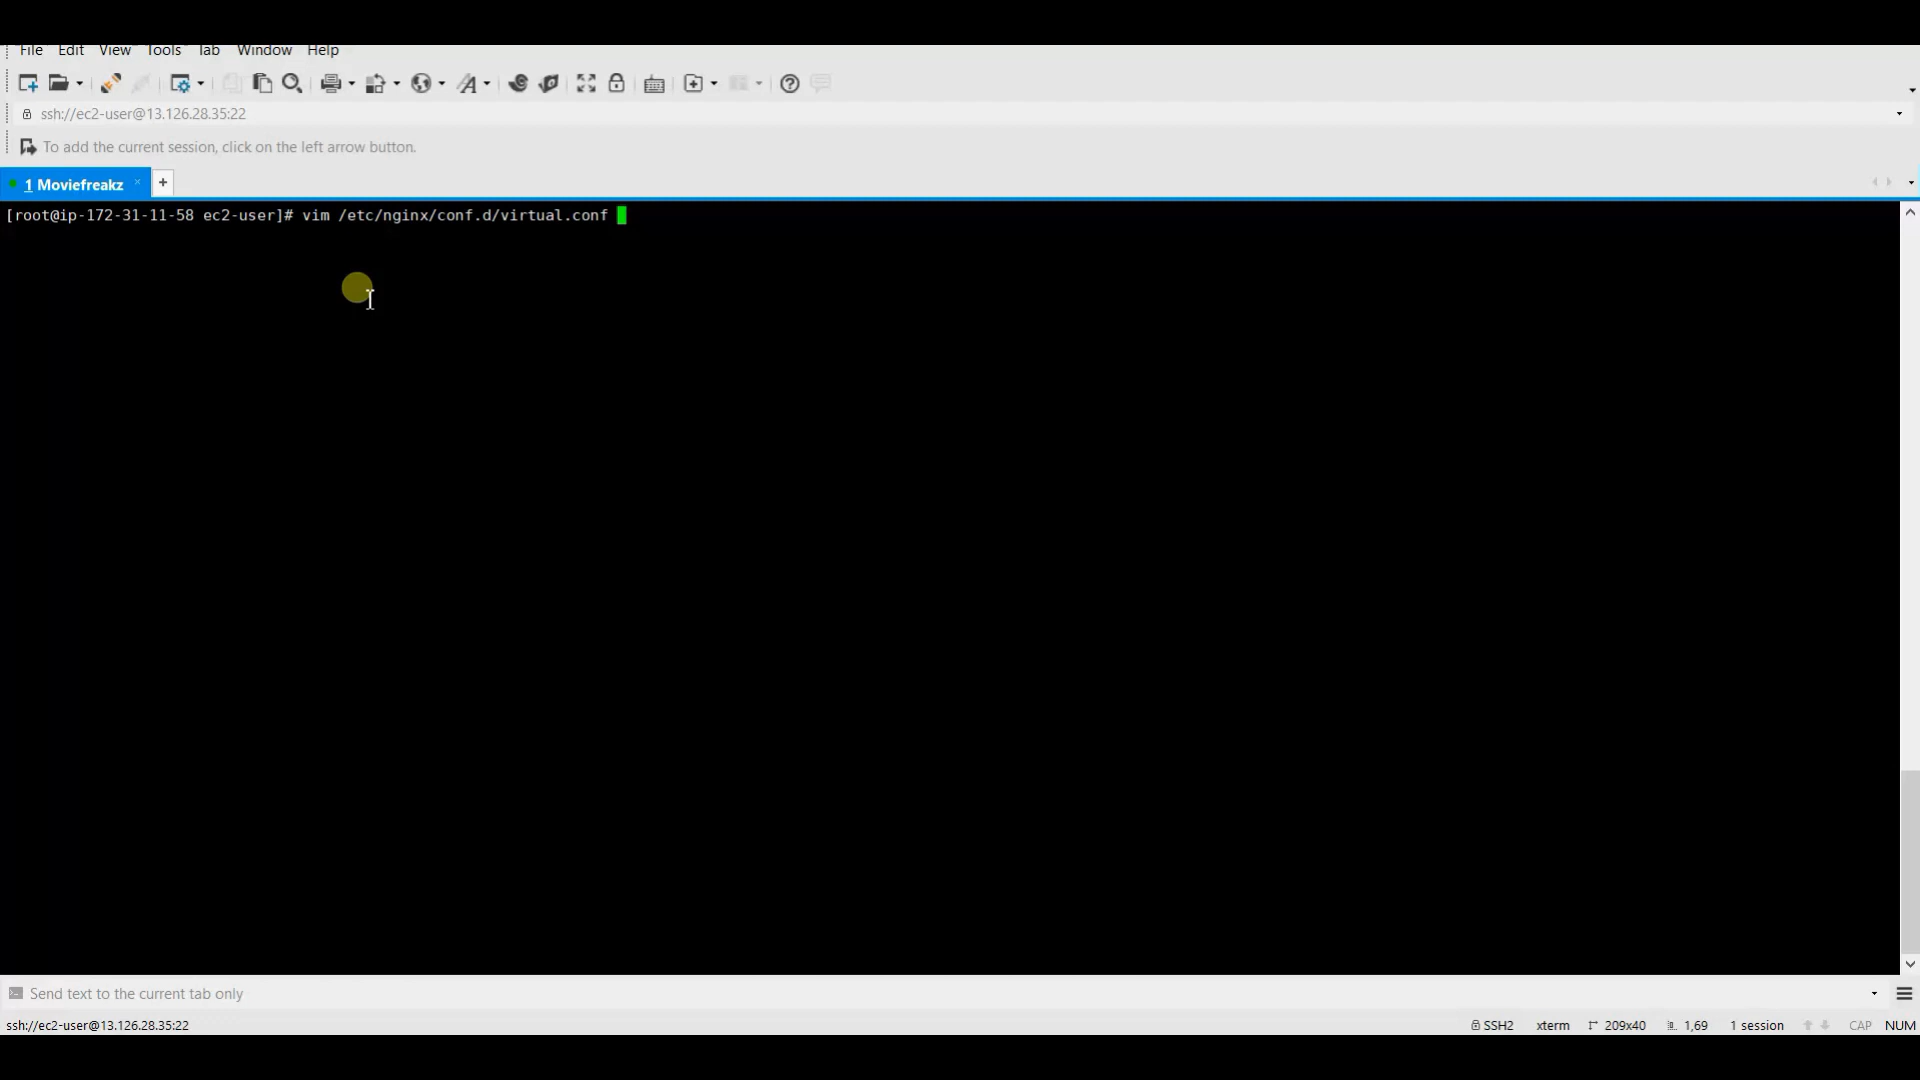 File Edit View Tools Tab Window Help
ssh://ec2-user@13.126.28.35:22
To add the current session, click on the left arrow button.
1 Moviefreakz × +
[root@ip-172-31-11-58 ec2-user]# vim /etc/nginx/conf.d/virtual.conf
Send text to the current tab only
ssh://ec2-user@13.126.28.35:22 SSH2 xterm 209x40 1,69 1 session CAP NUM